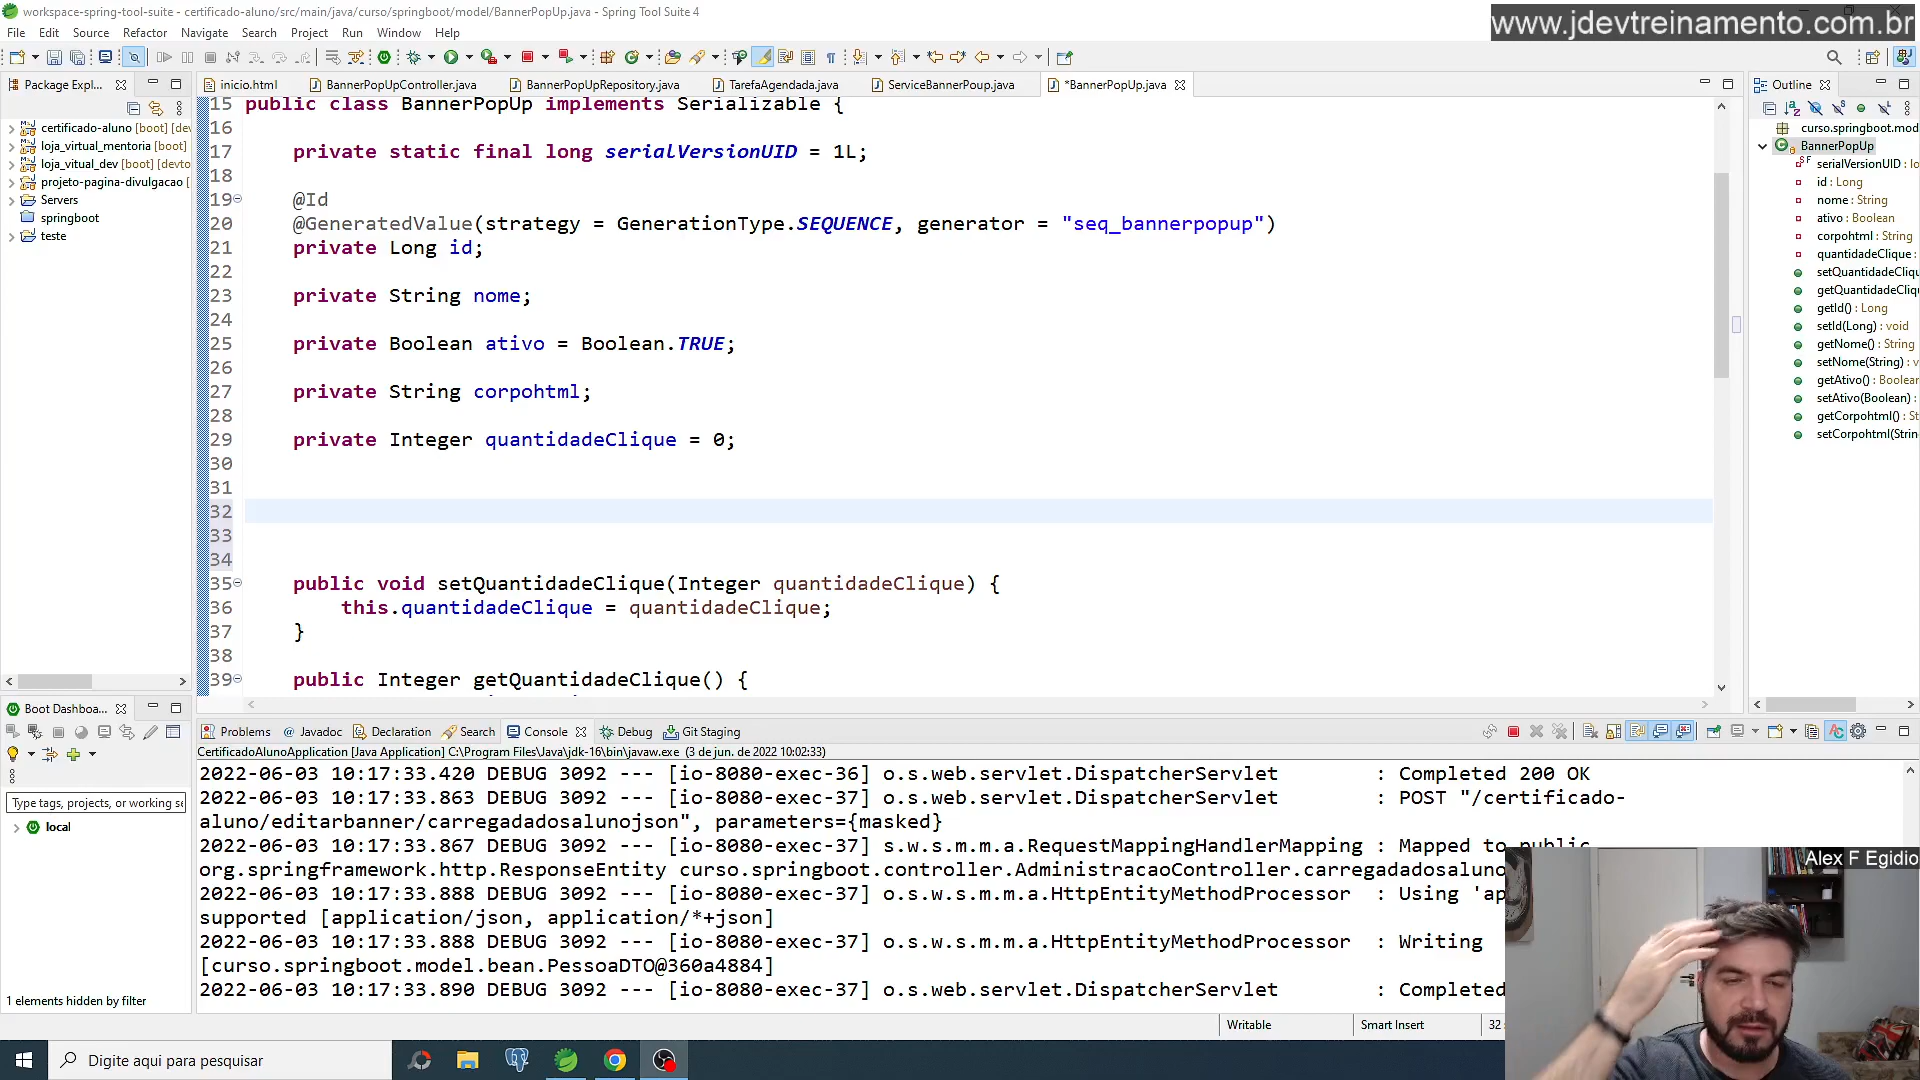 workspace-spring-tool-suite - certificado-aluno/src/main/java/curso/springboot/model/BannerPopUp.java - Spring Tool Suite 4
www.jdevtreinamento.com.br
File Edit Source Refactor Navigate Search Project Run Window Help
Package Expl...
inicio.html BannerPopUpController.java BannerPopUpRepository.java TarefaAgendada.java ServiceBannerPoup.java *BannerPopUp.java
Outline
certificado-aluno [boot] [dev
loja_virtual_mentoria [boot]
loja_vitual_dev [boot] [devto
projeto-pagina-divulgacao [
Servers
springboot
teste
15 public class BannerPopUp implements Serializable {
16
17 private static final long serialVersionUID = 1L;
18
19 @Id
20 @GeneratedValue(strategy = GenerationType.SEQUENCE, generator = "seq_bannerpopup")
21 private Long id;
22
23 private String nome;
24
25 private Boolean ativo = Boolean.TRUE;
26
27 private String corpohtml;
28
29 private Integer quantidadeClique = 0;
30
31
32
33
34
35 public void setQuantidadeClique(Integer quantidadeClique) {
36 this.quantidadeClique = quantidadeClique;
37 }
38
39 public Integer getQuantidadeClique() {
curso.springboot.mod
BannerPopUp
serialVersionUID : lo
id : Long
nome : String
ativo : Boolean
corpohtml : String
quantidadeClique :
setQuantidadeCliqu
getQuantidadeCliqu
getId() : Long
setId(Long) : void
getNome() : String
setNome(String) : v
getAtivo() : Boolean
setAtivo(Boolean) :
getCorpohtml() : St
setCorpohtml(Strin
Boot Dashboa...
Type tags, projects, or working se
local
1 elements hidden by filter
Problems Javadoc Declaration Search Console Debug Git Staging
CertificadoAlunoApplication [Java Application] C:\Program Files\Java\jdk-16\bin\javaw.exe (3 de jun. de 2022 10:02:33)
2022-06-03 10:17:33.420 DEBUG 3092 --- [io-8080-exec-36] o.s.web.servlet.DispatcherServlet : Completed 200 OK
2022-06-03 10:17:33.863 DEBUG 3092 --- [io-8080-exec-37] o.s.web.servlet.DispatcherServlet : POST "/certificado-
aluno/editarbanner/carregadadosalunojson", parameters={masked}
2022-06-03 10:17:33.867 DEBUG 3092 --- [io-8080-exec-37] s.w.s.m.m.a.RequestMappingHandlerMapping : Mapped to public
org.springframework.http.ResponseEntity curso.springboot.controller.AdministracaoController.carregadadosaluno
2022-06-03 10:17:33.888 DEBUG 3092 --- [io-8080-exec-37] o.s.w.s.m.m.a.HttpEntityMethodProcessor : Using 'ap
supported [application/json, application/*+json]
2022-06-03 10:17:33.888 DEBUG 3092 --- [io-8080-exec-37] o.s.w.s.m.m.a.HttpEntityMethodProcessor : Writing
[curso.springboot.model.bean.PessoaDTO@360a4884]
2022-06-03 10:17:33.890 DEBUG 3092 --- [io-8080-exec-37] o.s.web.servlet.DispatcherServlet : Completed
Alex F Egidio
Writable Smart Insert 32
Digite aqui para pesquisar